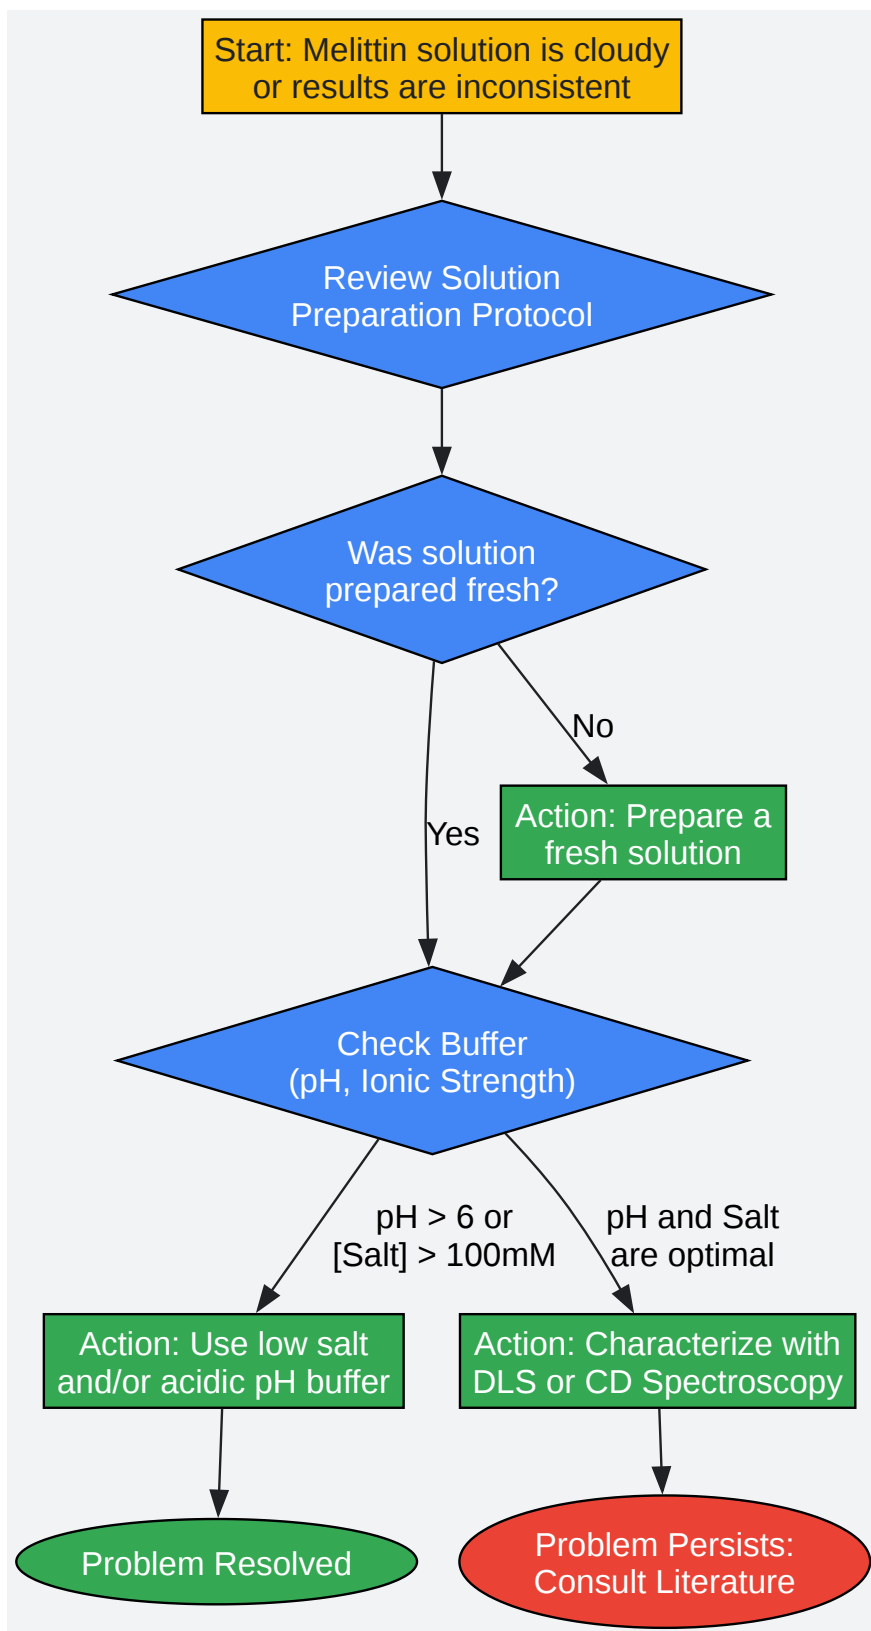 Start: Melittin solution is cloudy
or results are inconsistent
Review Solution
Preparation Protocol
Was solution
prepared fresh?
No
Action: Prepare a
fresh solution
Yes
Check Buffer
(pH, Ionic Strength)
pH > 6 or
[Salt] > 100mM
pH and Salt
are optimal
Action: Use low salt
and/or acidic pH buffer
Action: Characterize with
DLS or CD Spectroscopy
Problem Resolved
Problem Persists:
Consult Literature